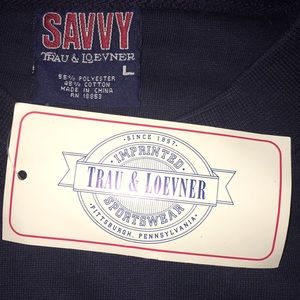 SAVVY
TRAU & LOEVNER
L
55% POLYESTER
45% COTTON
MADE IN CHINA
RN 18853
• SINCE 1897 •
IMPRINTED
TRAU & LOEVNER
SPORTSWEAR
PITTSBURGH, PENNSYLVANIA